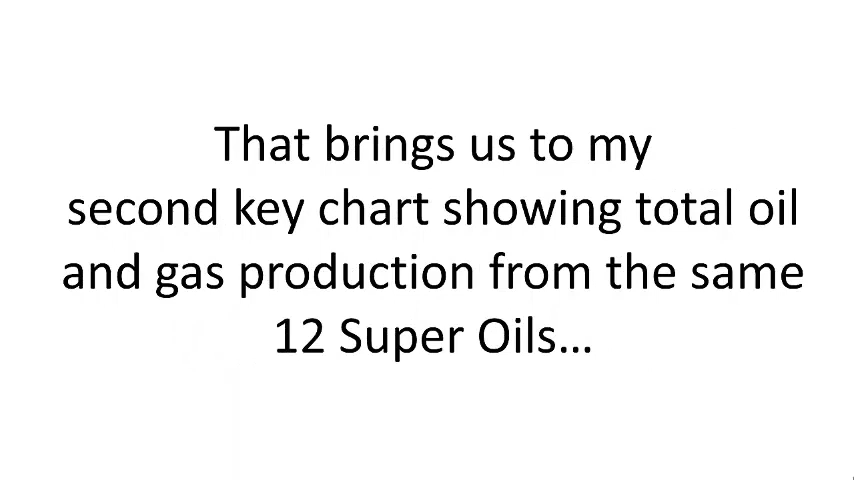 That brings us to my
second key chart showing total oil
and gas production from the same
12 Super Oils…